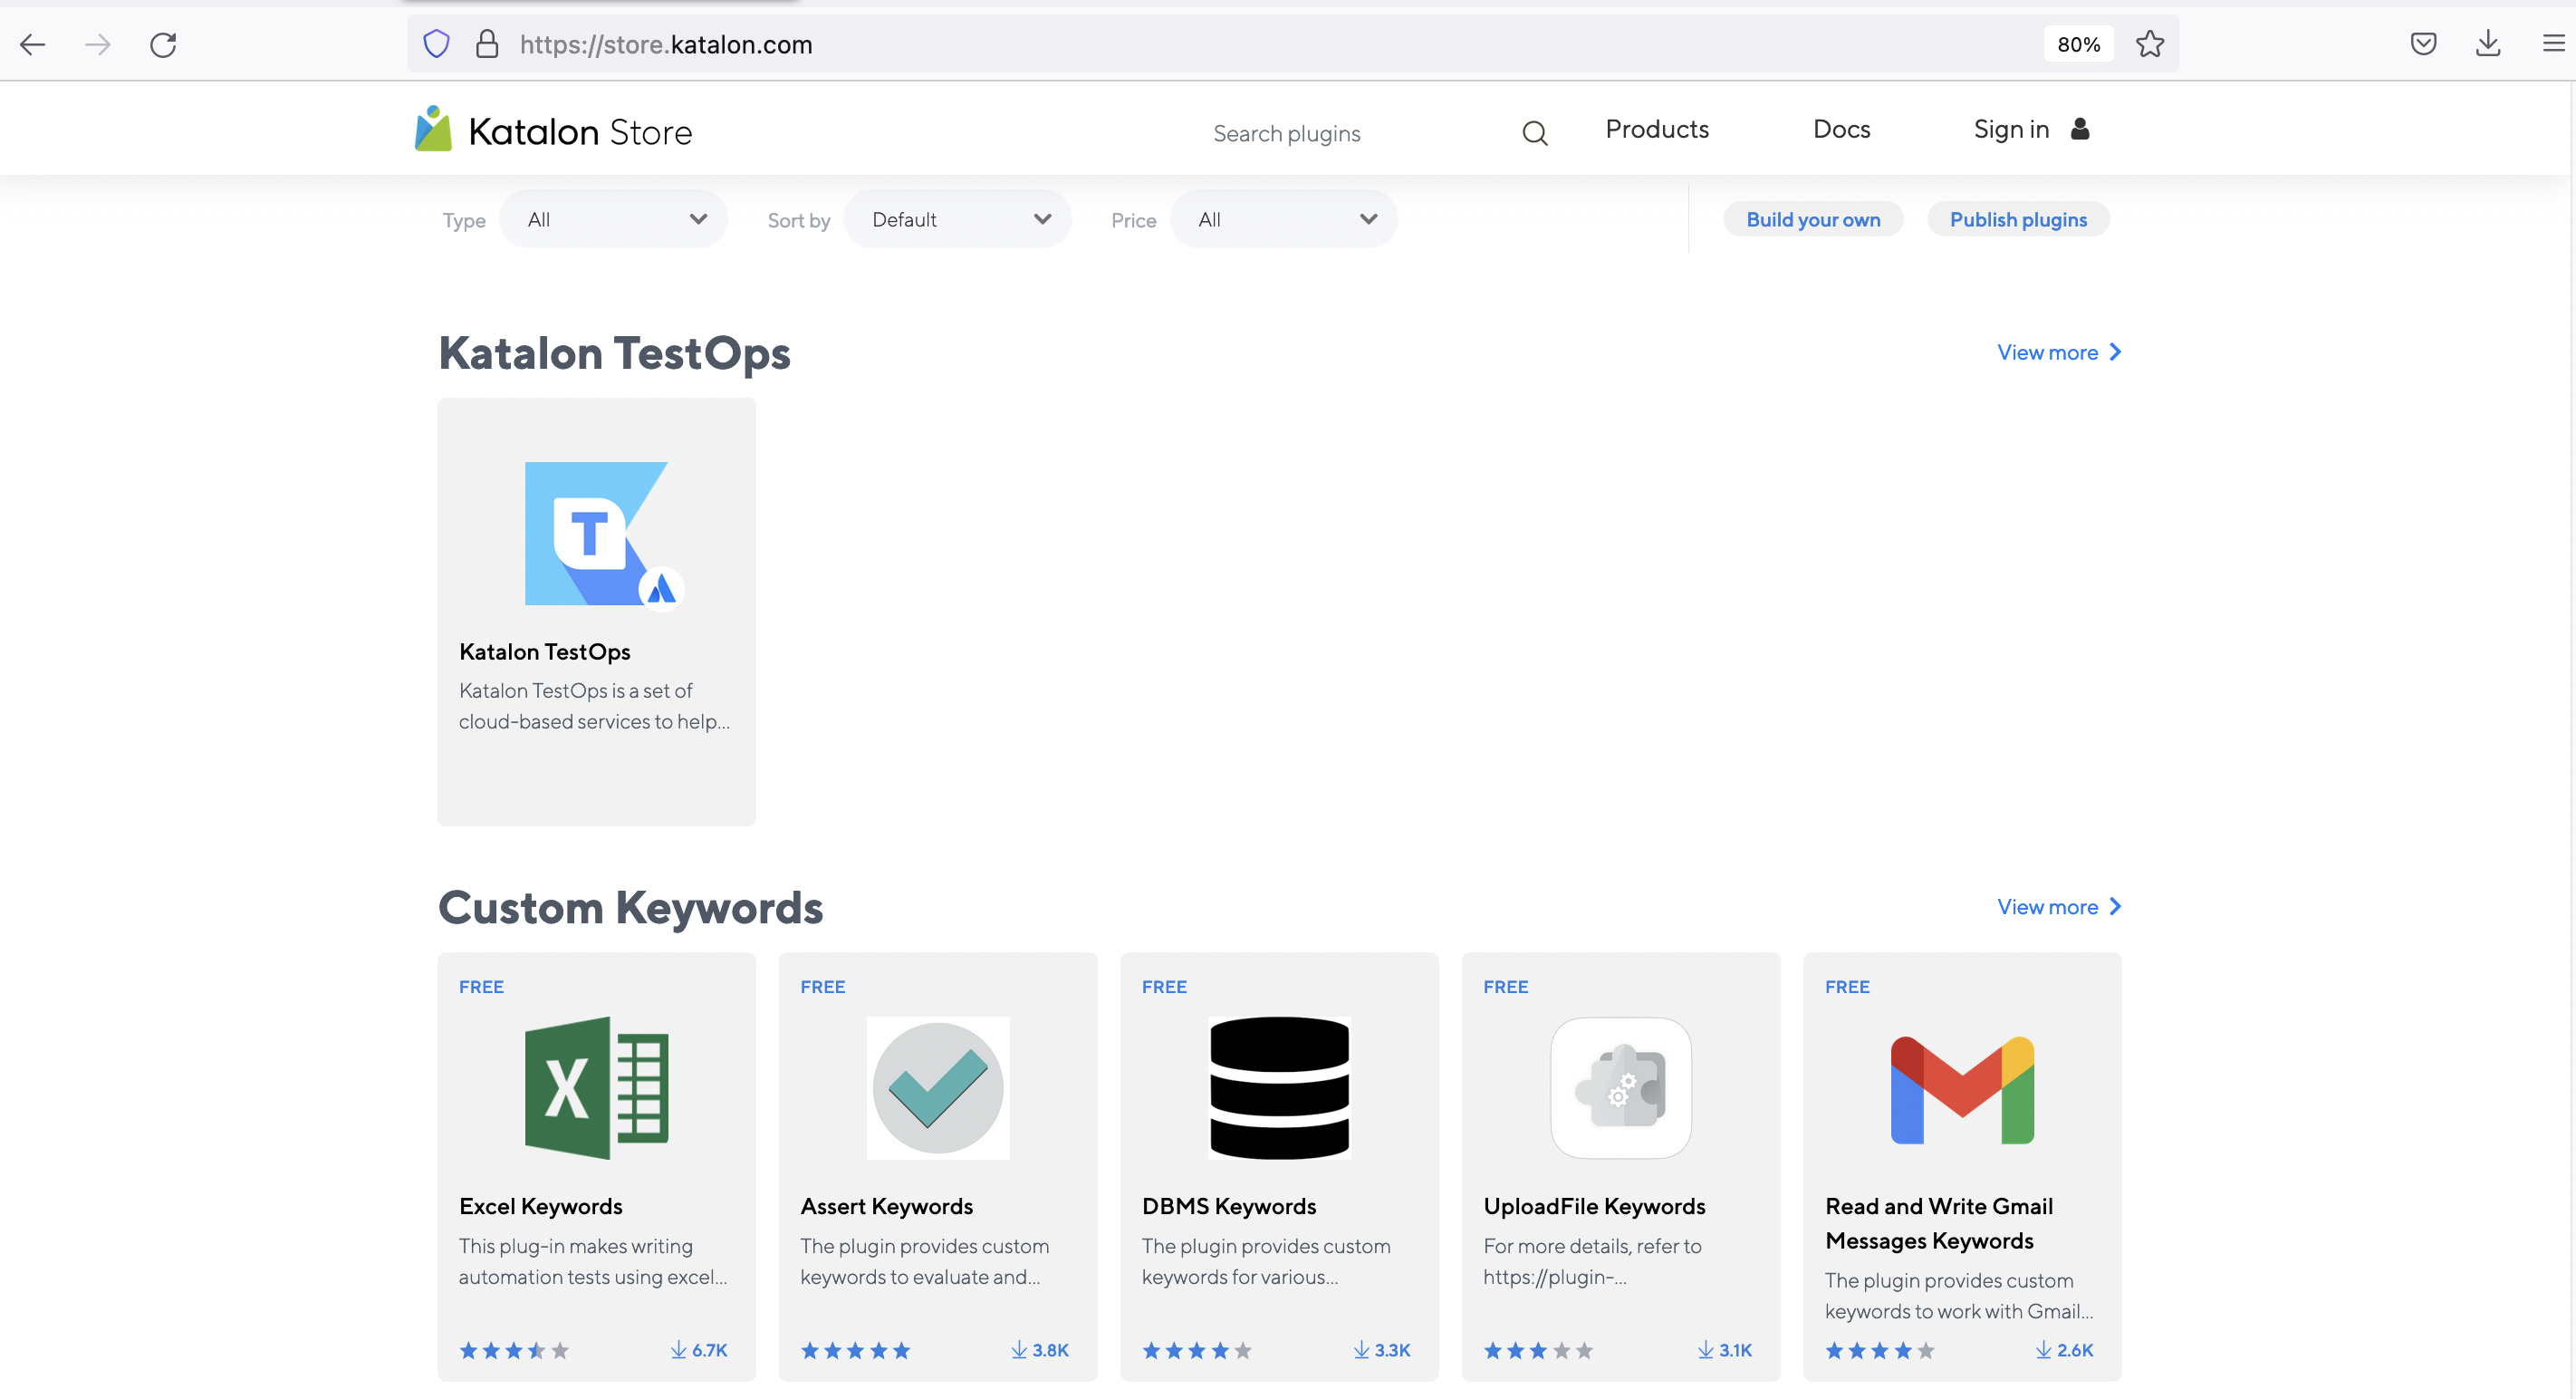 https://store.katalon.com
80%
Katalon Store
Search plugins
Products
Docs
Sign in
Type
All
Sort by
Default
Price
All
Build your own
Publish plugins
Katalon TestOps
View more
T
Katalon TestOps
Katalon TestOps is a set of
cloud-based services to help...
Custom Keywords
View more
FREE
X
Excel Keywords
This plug-in makes writing
automation tests using excel...
6.7K
FREE
Assert Keywords
The plugin provides custom
keywords to evaluate and...
3.8K
FREE
DBMS Keywords
The plugin provides custom
keywords for various...
3.3K
FREE
UploadFile Keywords
For more details, refer to
https://plugin-...
3.1K
FREE
Read and Write Gmail
Messages Keywords
The plugin provides custom
keywords to work with Gmail...
2.6K